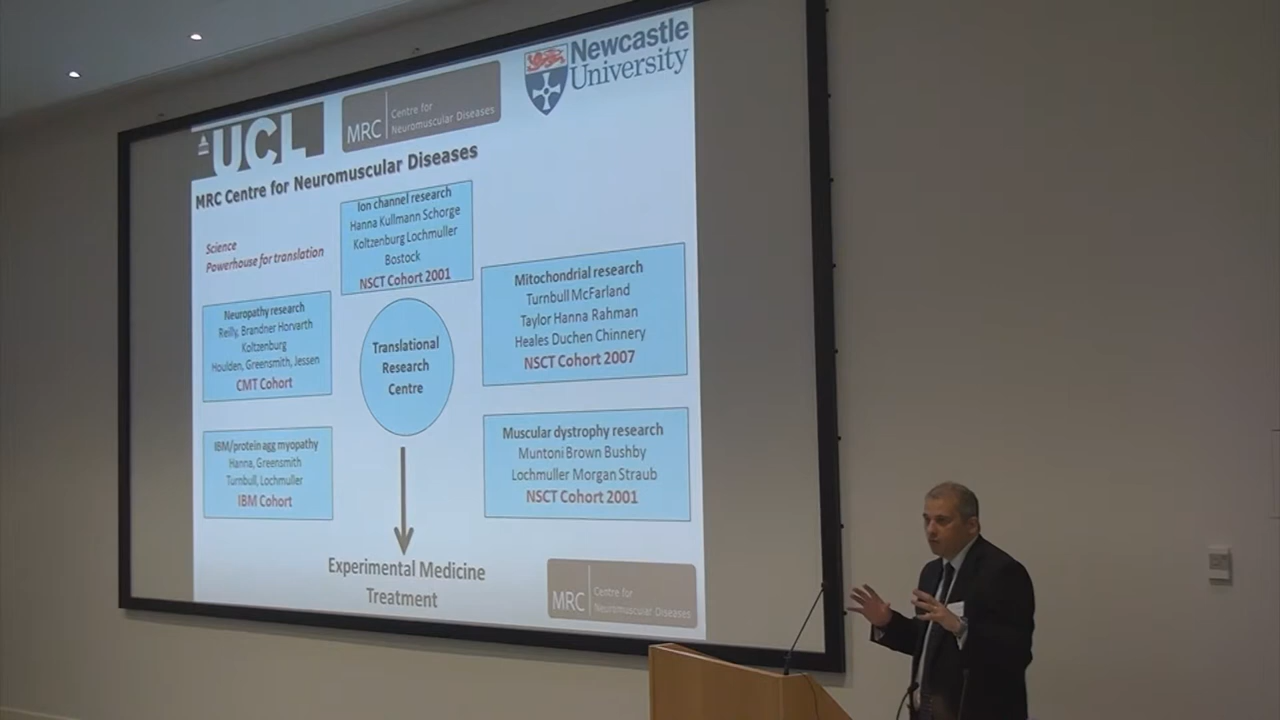 UCL
MRC
Centre for
Neuromuscular Diseases
Newcastle
University
MRC Centre for Neuromuscular Diseases
Science
Powerhouse for translation
Ion channel research
Hanna Kullmann Schorge
Koltzenburg Lochmuller
Bostock
NSCT Cohort 2001
Neuropathy research
Reilly, Brandner Horvarth
Koltzenburg
Houlden, Greensmith, Jessen
CMT Cohort
Translational
Research
Centre
Mitochondrial research
Turnbull McFarland
Taylor Hanna Rahman
Heales Duchen Chinnery
NSCT Cohort 2007
IBM/protein agg myopathy
Hanna, Greensmith
Turnbull, Lochmuller
IBM Cohort
Muscular dystrophy research
Muntoni Brown Bushby
Lochmuller Morgan Straub
NSCT Cohort 2001
Experimental Medicine
Treatment
MRC
Centre for
Neuromuscular Diseases